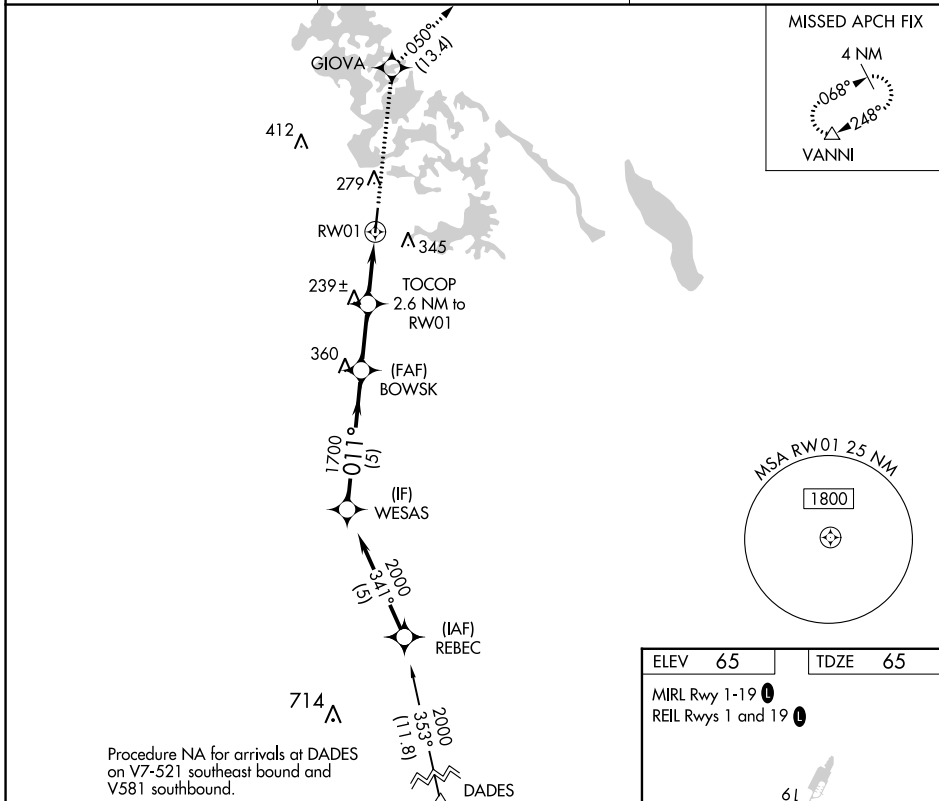 MISSED APCH FIX
4 NM
068°
248°
VANNI
050°
(13.4)
GIOVA
412
279
RW01
345
239±
TOCOP
2.6 NM to
RW01
360
(FAF)
BOWSK
1700
011°
(5)
(IF)
WESAS
MSA RW01 25 NM
1800
2000
341°
(5)
(IAF)
REBEC
714
2000
353°
(11.8)
DADES
Procedure NA for arrivals at DADES
on V7-521 southeast bound and
V581 southbound.
ELEV 65
TDZE 65
MIRL Rwy 1-19 L
REIL Rwys 1 and 19 L